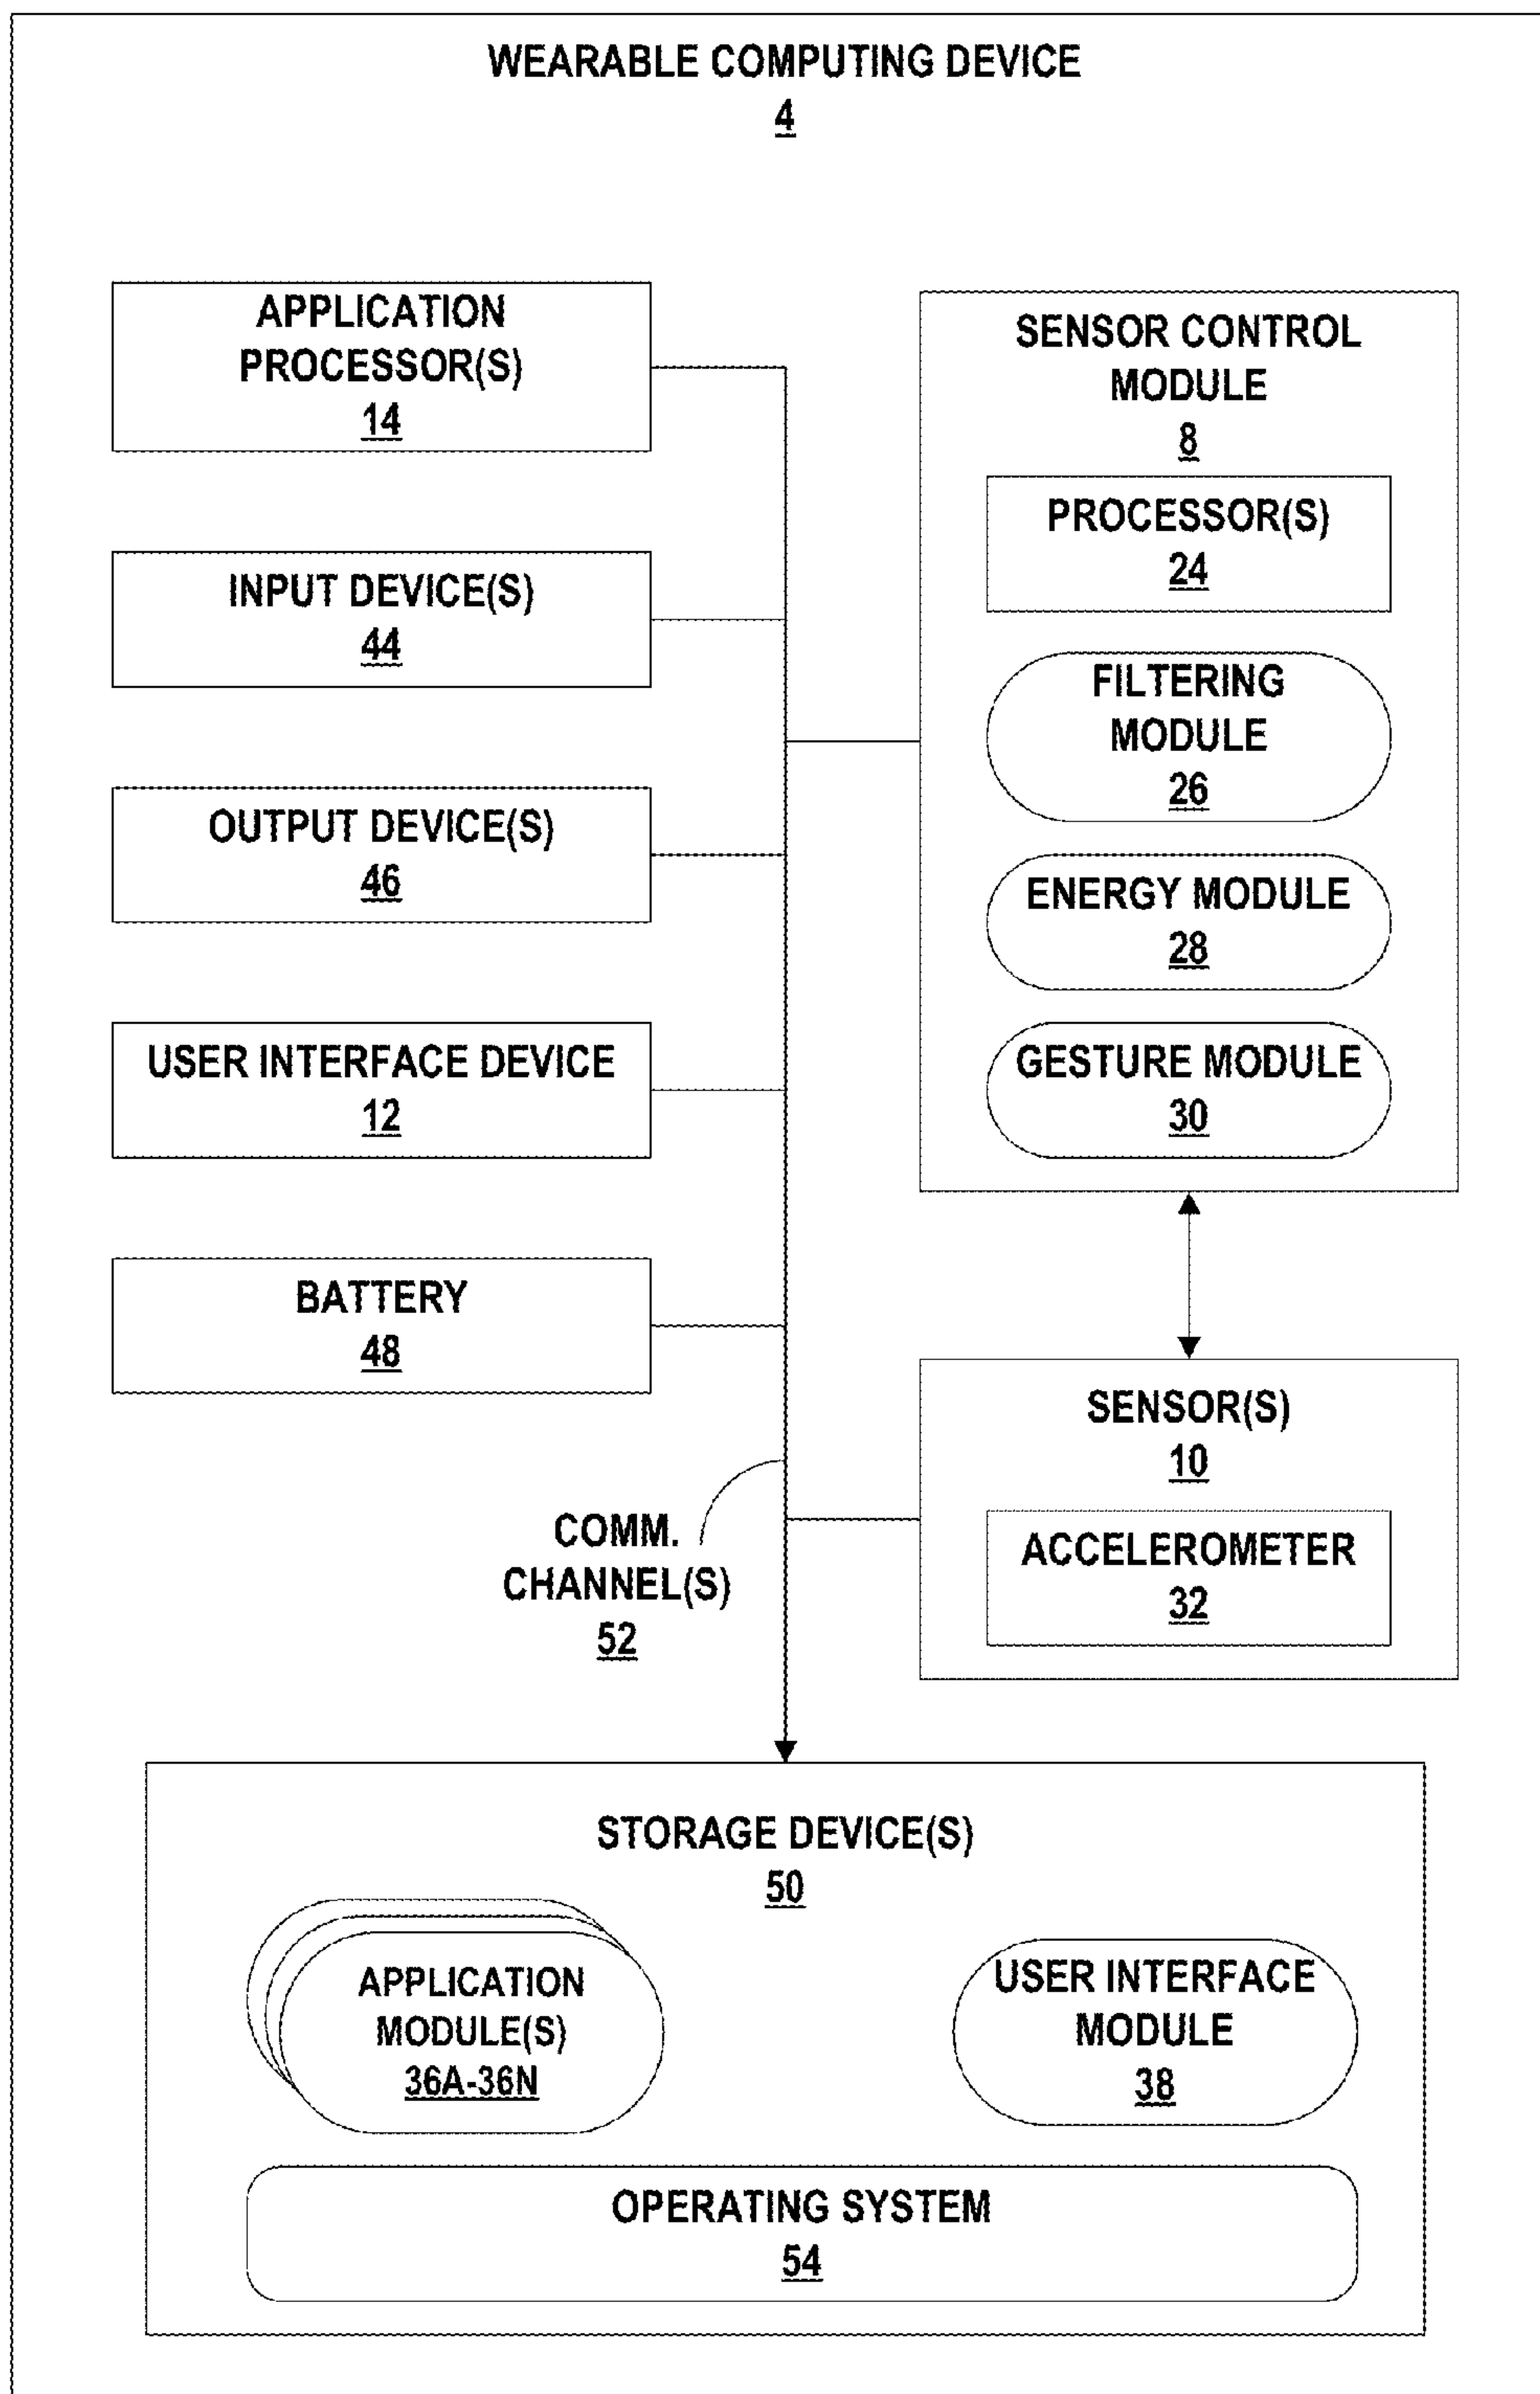 WEARABLE COMPUTING DEVICE
4
APPLICATION
PROCESSOR(S)
14
INPUT DEVICE(S)
44
OUTPUT DEVICE(S)
46
USER INTERFACE DEVICE
12
BATTERY
48
COMM.
CHANNEL(S)
52
SENSOR CONTROL
MODULE
8
PROCESSOR(S)
24
FILTERING
MODULE
26
ENERGY MODULE
28
GESTURE MODULE
30
SENSOR(S)
10
ACCELEROMETER
32
STORAGE DEVICE(S)
50
APPLICATION
MODULE(S)
36A-36N
USER INTERFACE
MODULE
38
OPERATING SYSTEM
54